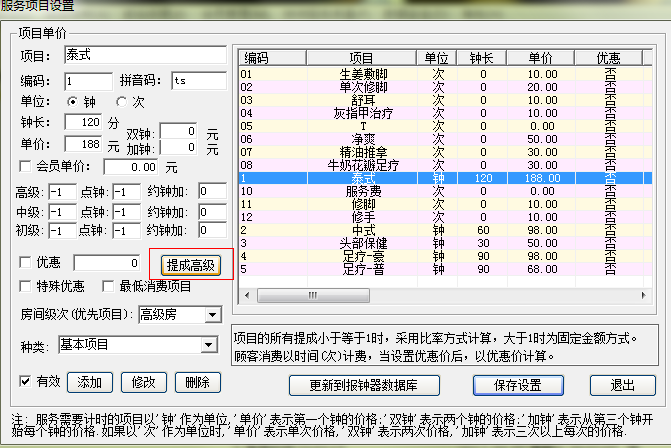 服务项目设置
项目单价
项目: 泰式
编码: 1 拼音码: ts
单位: 钟 次
钟长: 120 分
双钟: 0 元
单价: 188 元
加钟: 0 元
会员单价: 0.00 元
高级: -1 点钟: -1 约钟加: 0
中级: -1 点钟: -1 约钟加: 0
初级: -1 点钟: -1 约钟加: 0
优惠 0 提成高级
特殊优惠 最低消费项目
房间级次(优先项目): 高级房
种类: 基本项目
有效 添加 修改 删除
编码 项目 单位 钟长 单价 优惠
01 生姜敷脚 次 0 10.00 否
02 单次修脚 次 0 20.00 否
03 舒耳 次 0 10.00 否
04 灰指甲治疗 次 0 10.00 否
05 T 次 0 0.00 否
06 净爽 次 0 50.00 否
07 精油推拿 次 0 30.00 否
08 牛奶花瓣足疗 次 0 30.00 否
1 泰式 钟 120 188.00 否
10 服务费 次 0 0.00 否
11 修脚 次 0 10.00 否
12 修手 次 0 10.00 否
2 中式 钟 60 98.00 否
3 头部保健 钟 30 50.00 否
4 足疗-豪 钟 90 98.00 否
5 足疗-普 钟 90 68.00 否
项目的所有提成小于等于1时，采用比率方式计算，大于1时为固定金额方式。
顾客消费以时间(次)计费，当设置优惠价后，以优惠价计算。
更新到报钟器数据库 保存设置 退出
注: 服务需要计时的项目以'钟'作为单位,'单价'表示第一个钟的价格;'双钟'表示两个钟的价格;'加钟'表示从第三个钟开
始每个钟的价格.如果以'次'作为单位时,'单价'表示单次价格,'双钟'表示两次价格,'加钟'表示三次以上每次的价格.